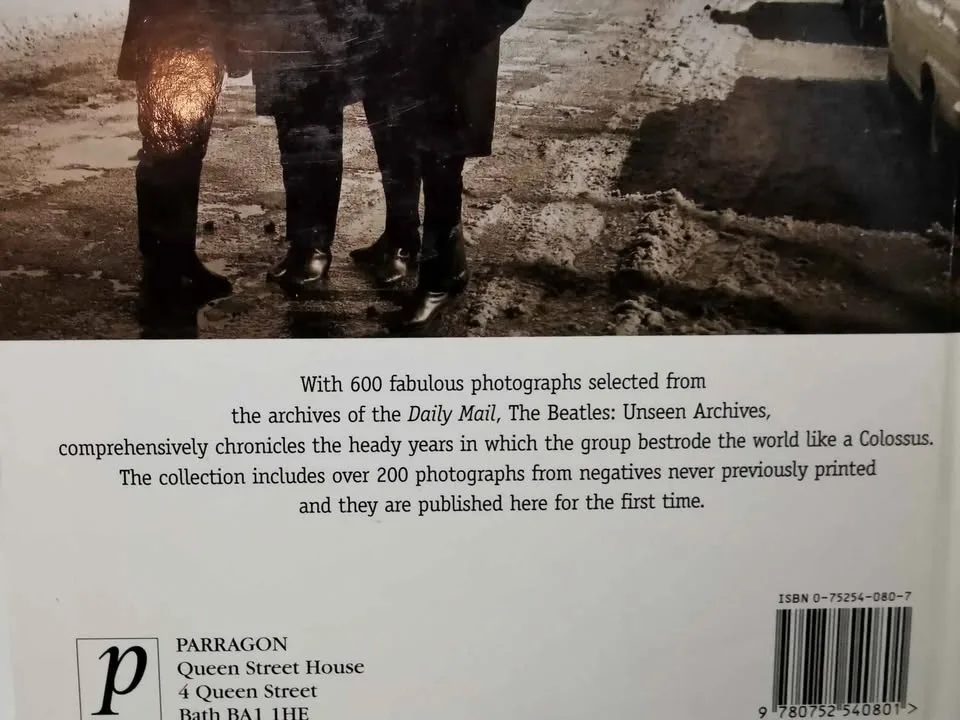 With 600 fabulous photographs selected from
the archives of the Daily Mail, The Beatles: Unseen Archives,
comprehensively chronicles the heady years in which the group bestrode the world like a Colossus.
The collection includes over 200 photographs from negatives never previously printed
and they are published here for the first time.
ISBN 0-75254-080-7
p
PARRAGON
Queen Street House
4 Queen Street
Bath BA1 1HE
9 780752 540801 >